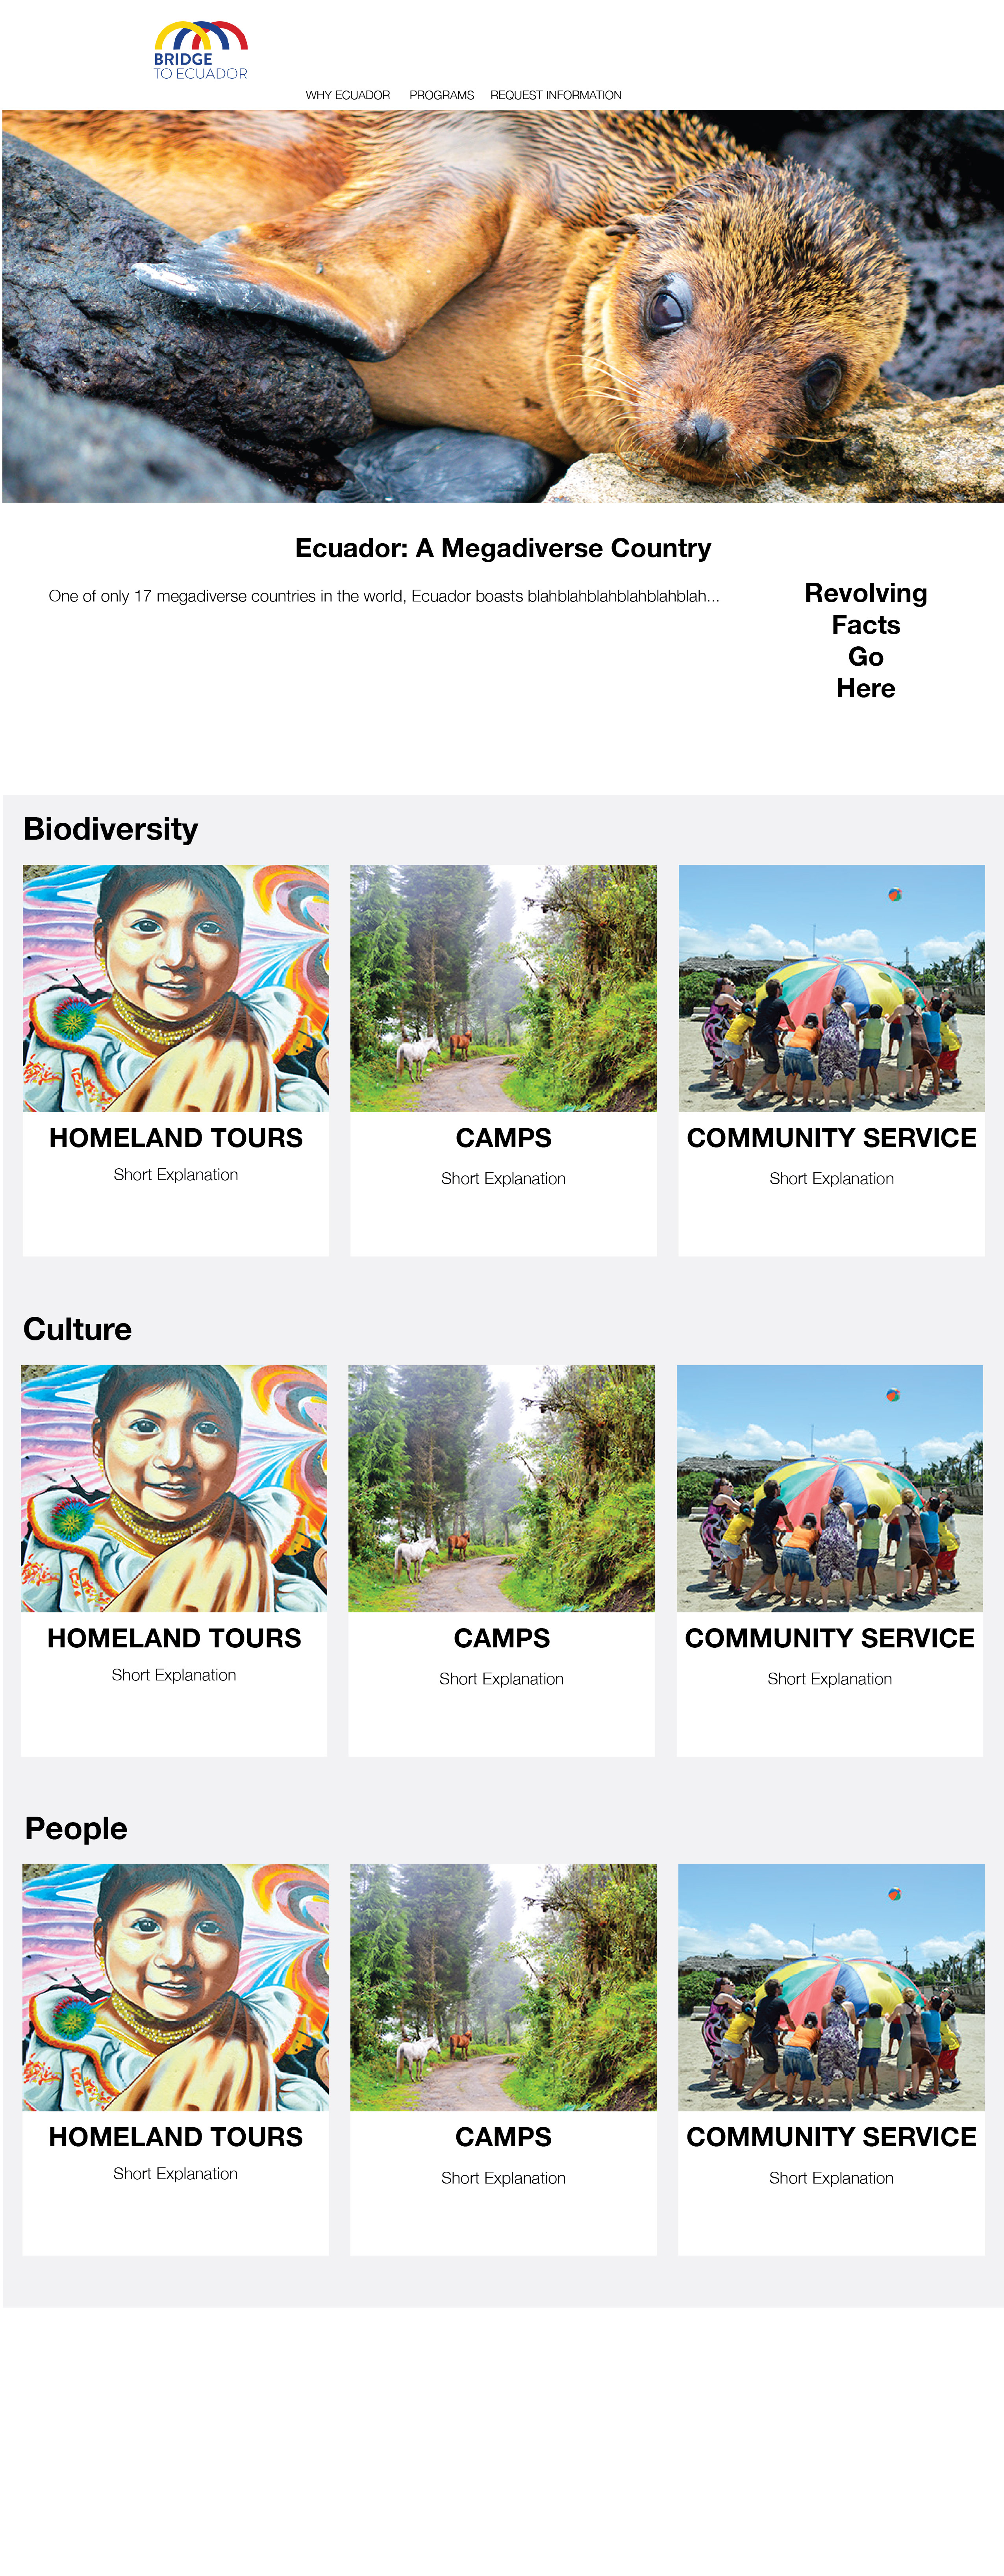 BRIDGE
TO ECUADOR
WHY ECUADOR PROGRAMS REQUEST INFORMATION
Ecuador: A Megadiverse Country
One of only 17 megadiverse countries in the world, Ecuador boasts blahblahblahblahblahblah...
Revolving
Facts
Go
Here
Biodiversity
HOMELAND TOURS
Short Explanation
CAMPS
Short Explanation
COMMUNITY SERVICE
Short Explanation
Culture
HOMELAND TOURS
Short Explanation
CAMPS
Short Explanation
COMMUNITY SERVICE
Short Explanation
People
HOMELAND TOURS
Short Explanation
CAMPS
Short Explanation
COMMUNITY SERVICE
Short Explanation